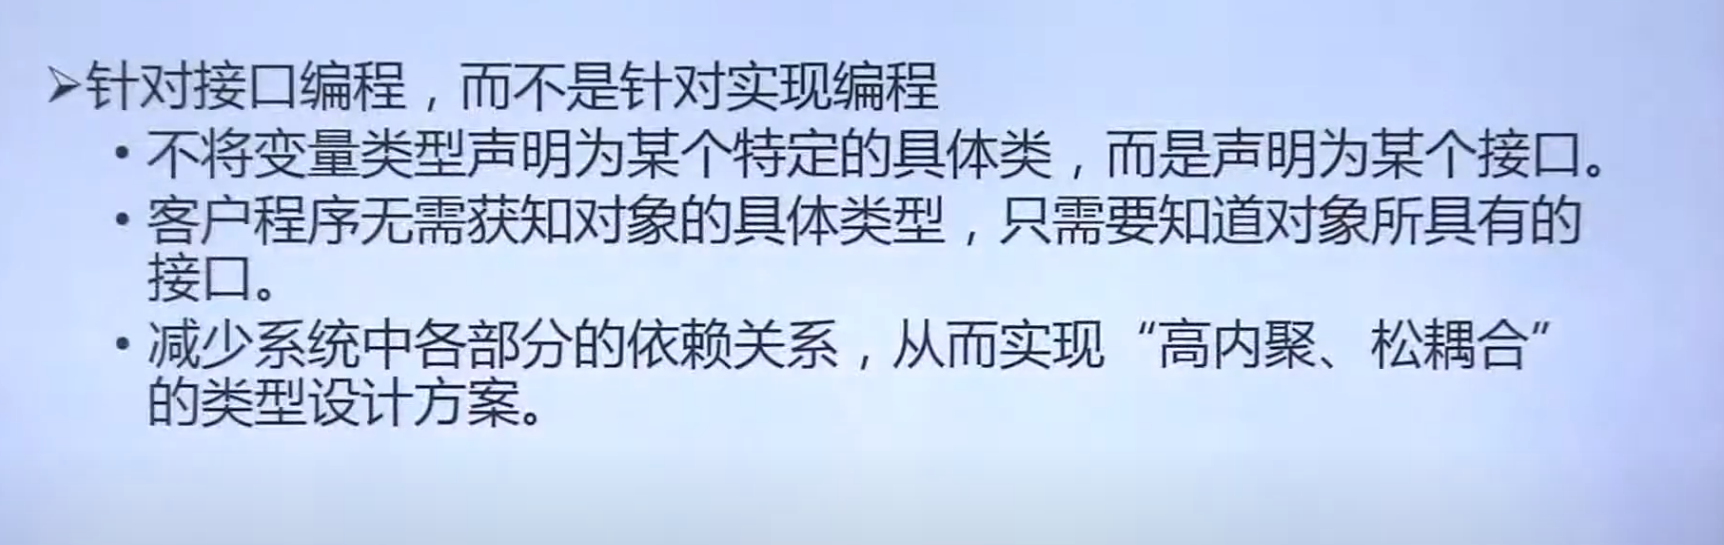 ➢针对接口编程，而不是针对实现编程
• 不将变量类型声明为某个特定的具体类，而是声明为某个接口。
• 客户程序无需获知对象的具体类型，只需要知道对象所具有的
接口。
• 减少系统中各部分的依赖关系，从而实现“高内聚、松耦合”
的类型设计方案。